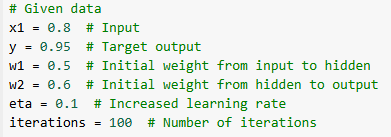 # Given data
x1 = 0.8  # Input
y = 0.95  # Target output
w1 = 0.5  # Initial weight from input to hidden
w2 = 0.6  # Initial weight from hidden to output
eta = 0.1  # Increased learning rate
iterations = 100  # Number of iterations